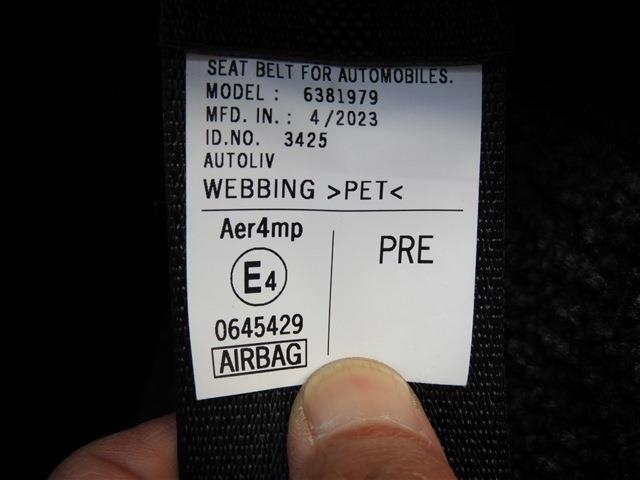 SEAT BELT FOR AUTOMOBILES.
MODEL : 6381979
MFD. IN. : 4/2023
ID.NO. 3425
AUTOLIV
WEBBING >PET<
Aer4mp
E4
0645429
AIRBAG
PRE